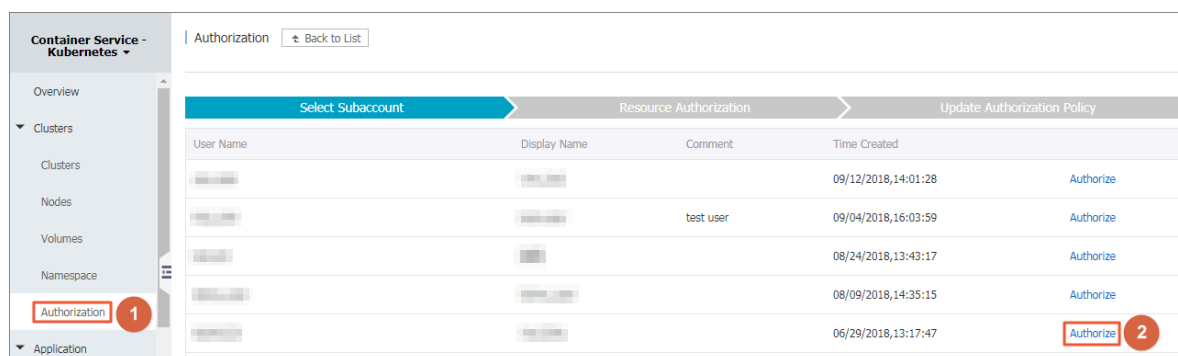 Container Service -
Kubernetes
Authorization
Back to List
Overview
Clusters
Clusters
Nodes
Volumes
Namespace
Authorization
1
Application
Select Subaccount
Resource Authorization
Update Authorization Policy
User Name
Display Name
Comment
Time Created
09/12/2018,14:01:28
Authorize
test user
09/04/2018,16:03:59
Authorize
08/24/2018,13:43:17
Authorize
08/09/2018,14:35:15
Authorize
06/29/2018,13:17:47
Authorize
2